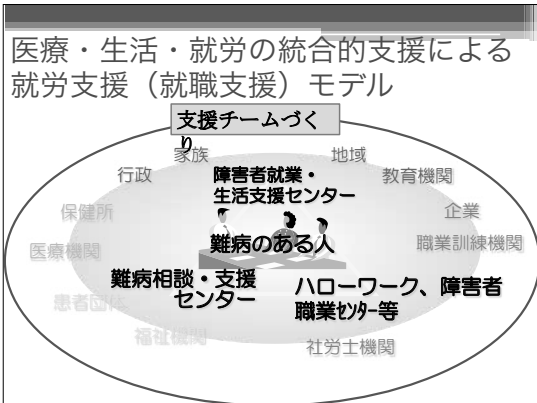 医療・生活・就労の統合的支援による
就労支援（就職支援）モデル
支援チームづく
り
家族
地域
行政
障害者就業・
生活支援センター
教育機関
保健所
企業
難病のある人
医療機関
職業訓練機関
難病相談・支援
センター
ハローワーク、障害者
職業ｾﾝﾀｰ等
患者団体
福祉機関
社労士機関